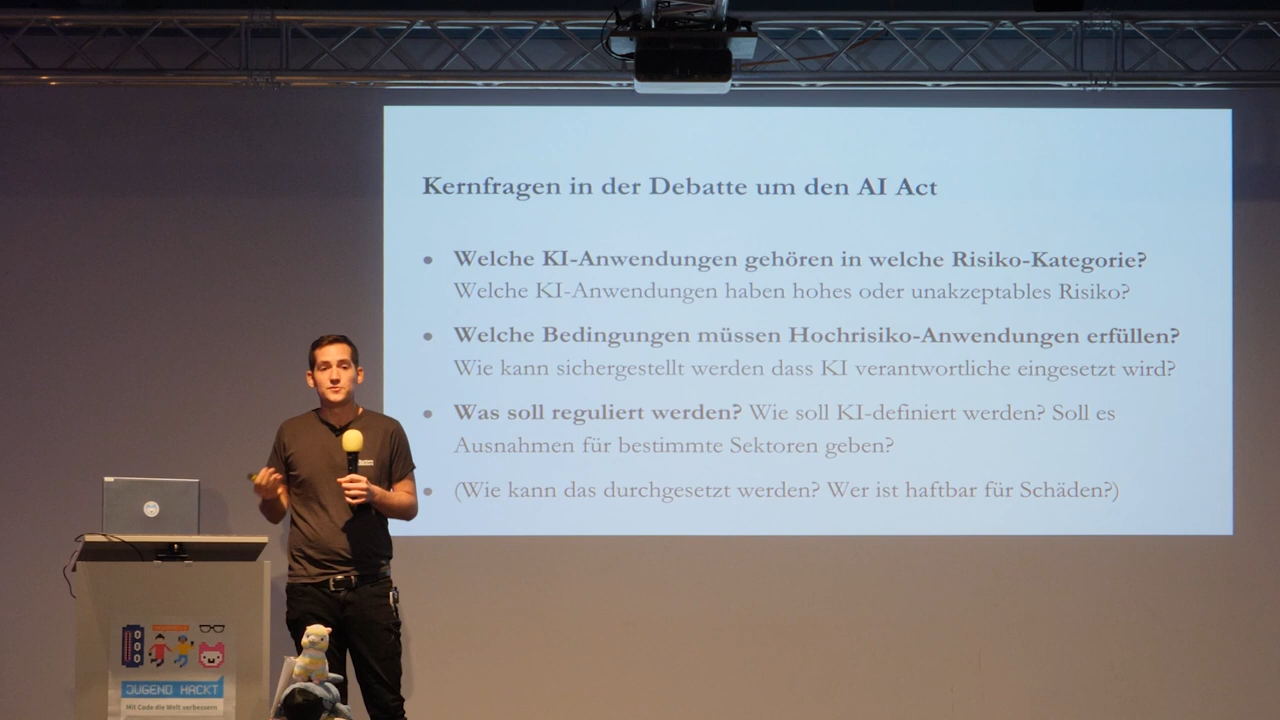 Kernfragen in der Debatte um den AI Act
• Welche KI-Anwendungen gehören in welche Risiko-Kategorie?
Welche KI-Anwendungen haben hohes oder unakzeptables Risiko?
• Welche Bedingungen müssen Hochrisiko-Anwendungen erfüllen?
Wie kann sichergestellt werden dass KI verantwortliche eingesetzt wird?
• Was soll reguliert werden? Wie soll KI-definiert werden? Soll es
Ausnahmen für bestimmte Sektoren geben?
• (Wie kann das durchgesetzt werden? Wer ist haftbar für Schäden?)
JUGEND HACKT
Mit Code die Welt verbessern